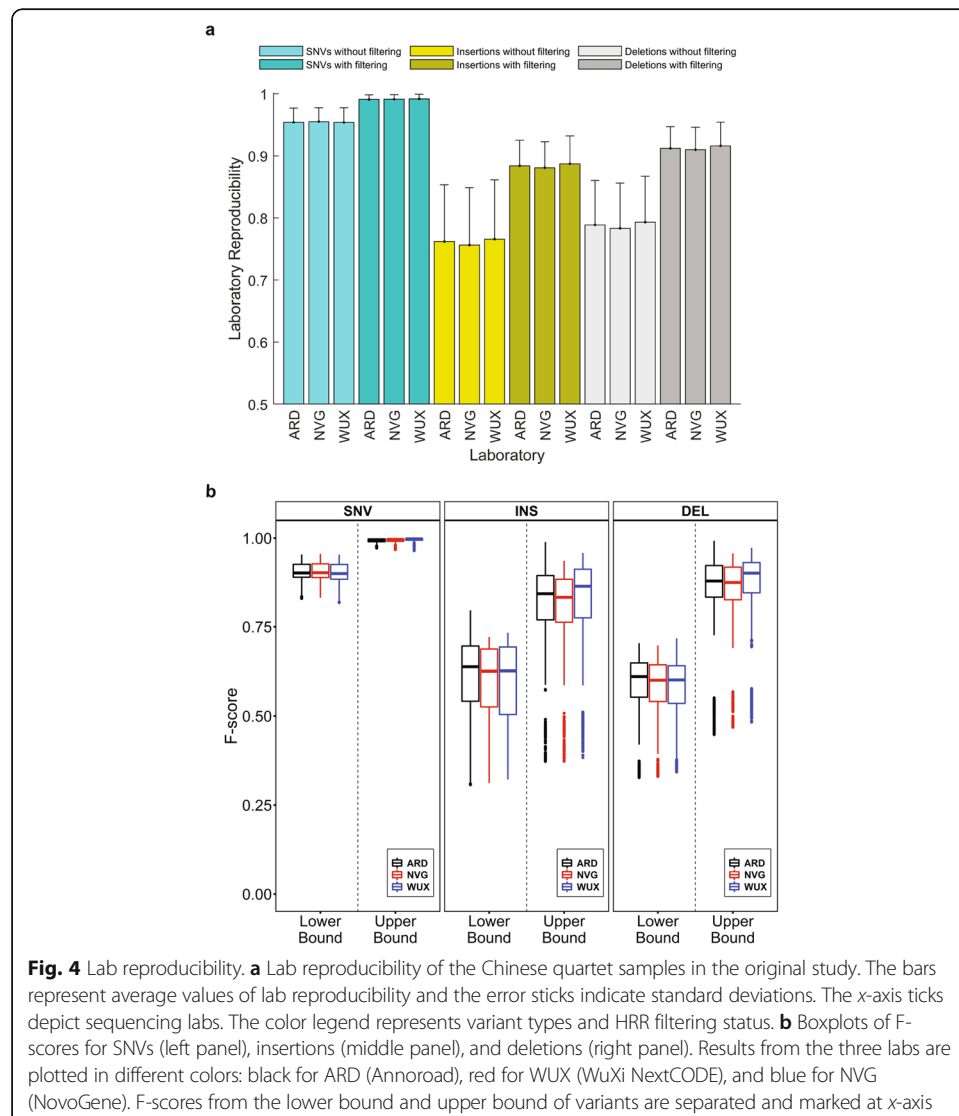 a
SNVs without filtering Insertions without filtering Deletions without filtering
SNVs with filtering Insertions with filtering Deletions with filtering
1
0.9
0.8
0.7
0.6
0.5
Laboratory Reproducibility
ARD NVG WUX ARD NVG WUX ARD NVG WUX ARD NVG WUX ARD NVG WUX ARD NVG WUX
Laboratory
b
SNV INS DEL
1.00
0.75
0.50
0.25
0.00
F-score
ARD ARD ARD
NVG NVG NVG
WUX WUX WUX
Lower Upper Lower Upper Lower Upper
Bound Bound Bound Bound Bound Bound
Fig. 4 Lab reproducibility. a Lab reproducibility of the Chinese quartet samples in the original study. The bars
represent average values of lab reproducibility and the error sticks indicate standard deviations. The x-axis ticks
depict sequencing labs. The color legend represents variant types and HRR filtering status. b Boxplots of F-
scores for SNVs (left panel), insertions (middle panel), and deletions (right panel). Results from the three labs are
plotted in different colors: black for ARD (Annoroad), red for WUX (WuXi NextCODE), and blue for NVG
(NovoGene). F-scores from the lower bound and upper bound of variants are separated and marked at x-axis